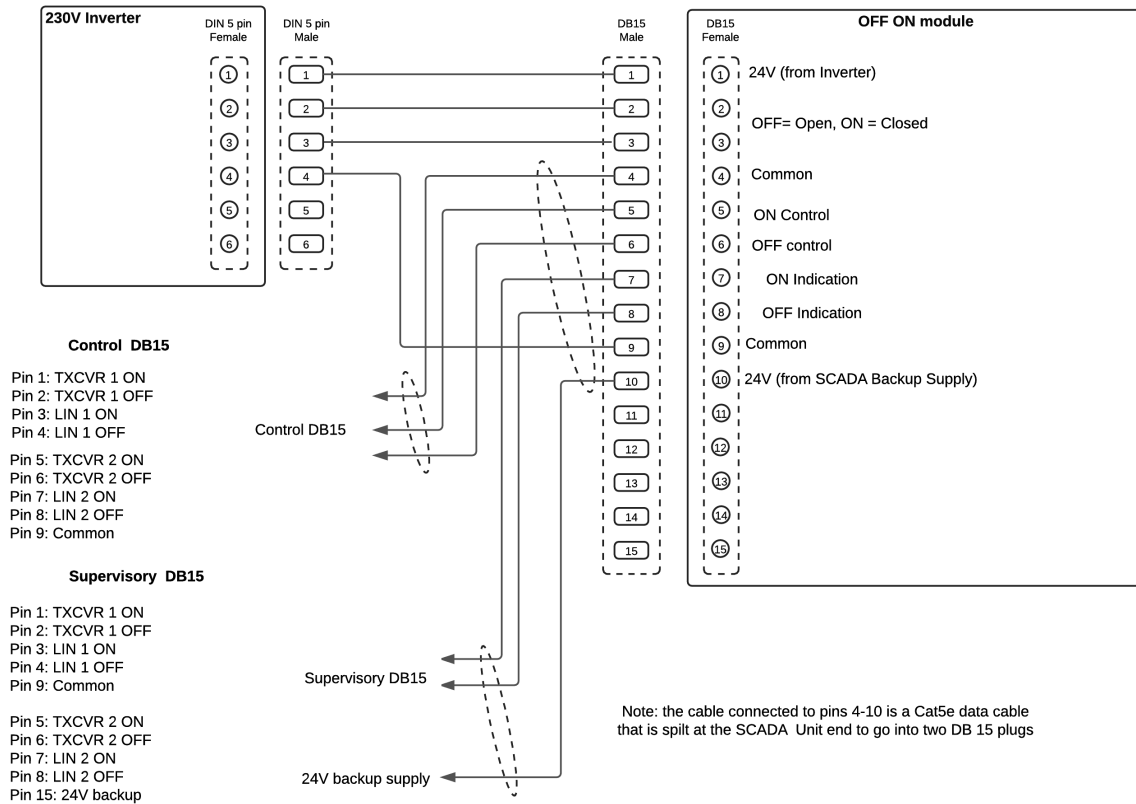 230V Inverter
DIN 5 pin
Female
DIN 5 pin
Male
DB15
Male
DB15
Female
OFF ON module
1
2
3
4
5
6
1
2
3
4
5
6
1
2
3
4
5
6
7
8
9
10
11
12
13
14
15
1
2
3
4
5
6
7
8
9
10
11
12
13
14
15
24V (from Inverter)
OFF= Open, ON = Closed
Common
ON Control
OFF control
ON Indication
OFF Indication
Common
24V (from SCADA Backup Supply)
Control  DB15
Pin 1: TXCVR 1 ON
Pin 2: TXCVR 1 OFF
Pin 3: LIN 1 ON
Pin 4: LIN 1 OFF
Pin 5: TXCVR 2 ON
Pin 6: TXCVR 2 OFF
Pin 7: LIN 2 ON
Pin 8: LIN 2 OFF
Pin 9: Common
Control DB15
Supervisory  DB15
Pin 1: TXCVR 1 ON
Pin 2: TXCVR 1 OFF
Pin 3: LIN 1 ON
Pin 4: LIN 1 OFF
Pin 9: Common
Pin 5: TXCVR 2 ON
Pin 6: TXCVR 2 OFF
Pin 7: LIN 2 ON
Pin 8: LIN 2 OFF
Pin 15: 24V backup
Supervisory DB15
24V backup supply
Note: the cable connected to pins 4-10 is a Cat5e data cable
that is spilt at the SCADA  Unit end to go into two DB 15 plugs